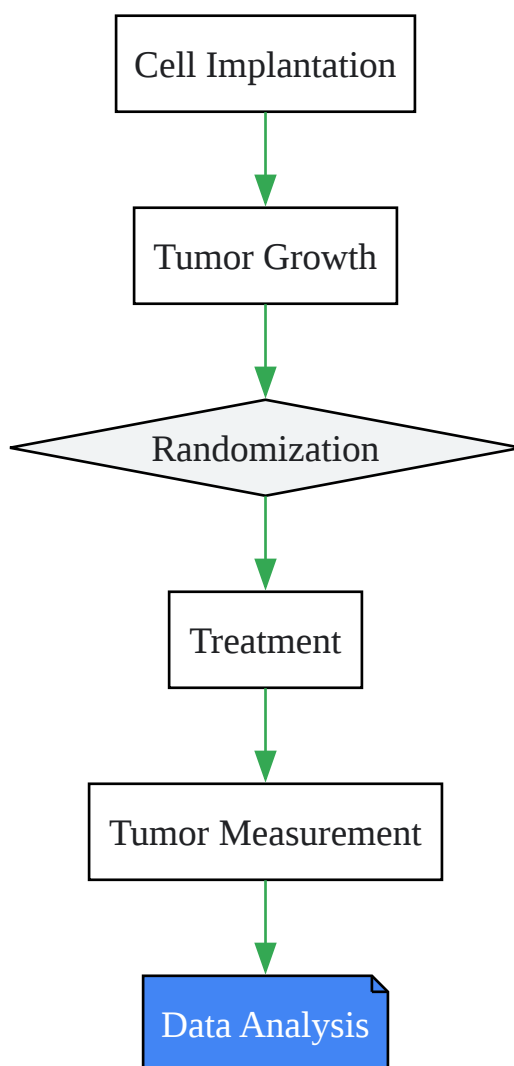 Cell Implantation
Tumor Growth
Randomization
Treatment
Tumor Measurement
Data Analysis